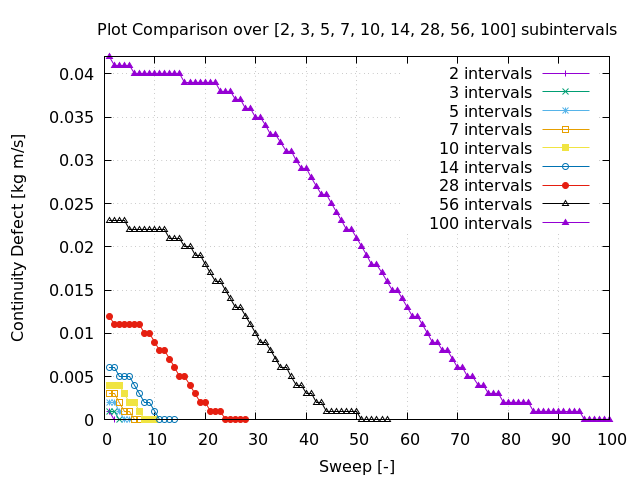 Plot Comparison over [2, 3, 5, 7, 10, 14, 28, 56, 100] subintervals
Continuity Defect [kg m/s]
0.04
0.035
0.03
0.025
0.02
0.015
0.01
0.005
0
2 intervals
3 intervals
5 intervals
7 intervals
10 intervals
14 intervals
28 intervals
56 intervals
100 intervals
0 10 20 30 40 50 60 70 80 90 100
Sweep [-]